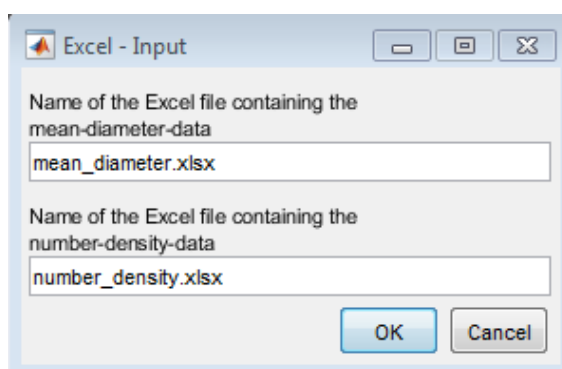 Excel - Input
Name of the Excel file containing the
mean-diameter-data
mean_diameter.xlsx
Name of the Excel file containing the
number-density-data
number_density.xlsx
OK Cancel